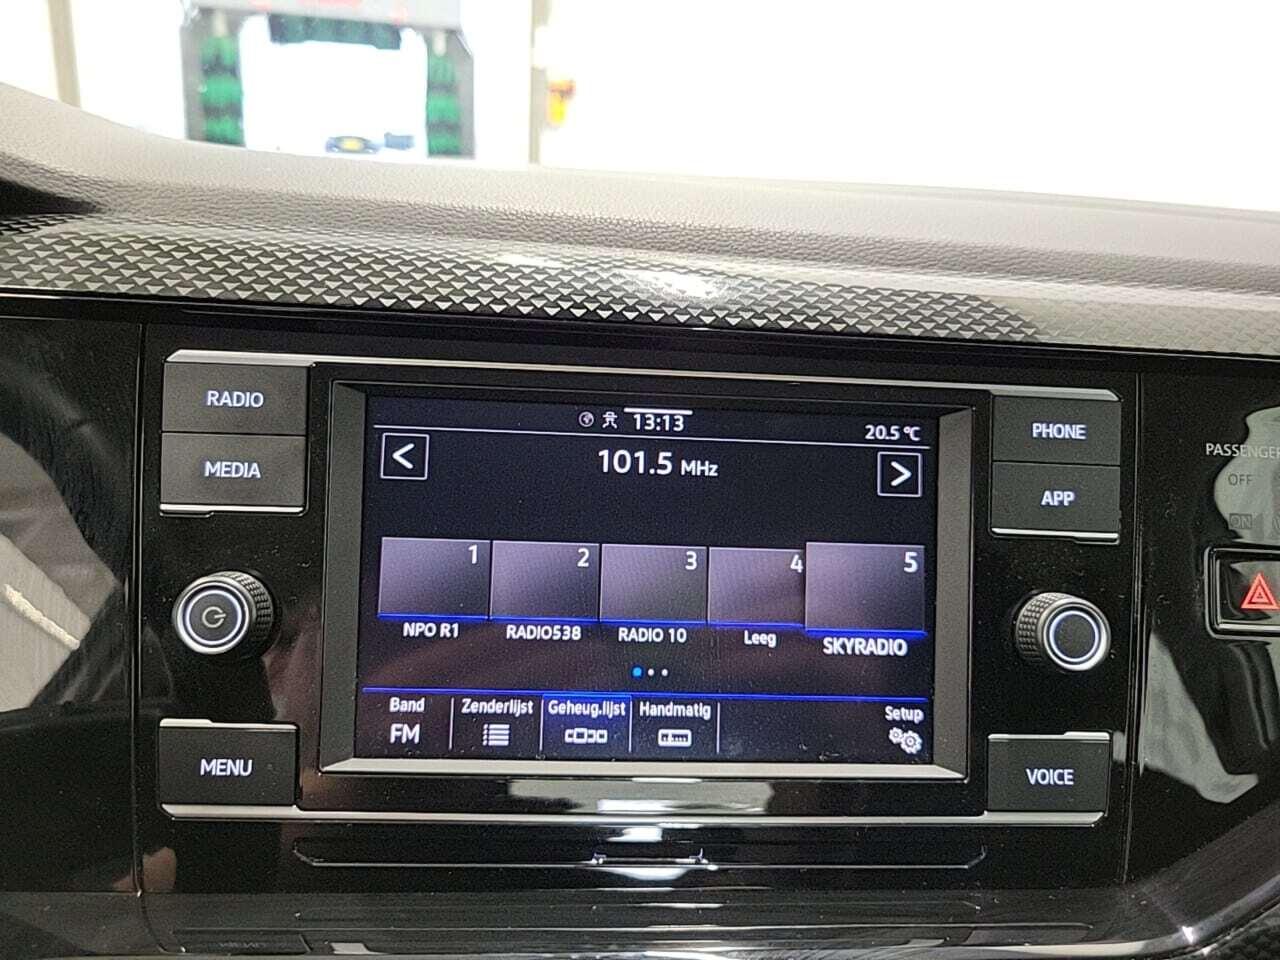 RADIO
MEDIA
MENU
13:13
20.5 °C
<
101.5 MHz
>
1
2
3
4
5
NPO R1
RADIO538
RADIO 10
Leeg
SKYRADIO
Band
FM
Zenderlijst
Geheug.lijst
Handmatig
Setup
PHONE
APP
VOICE
PASSENGER
OFF
ON